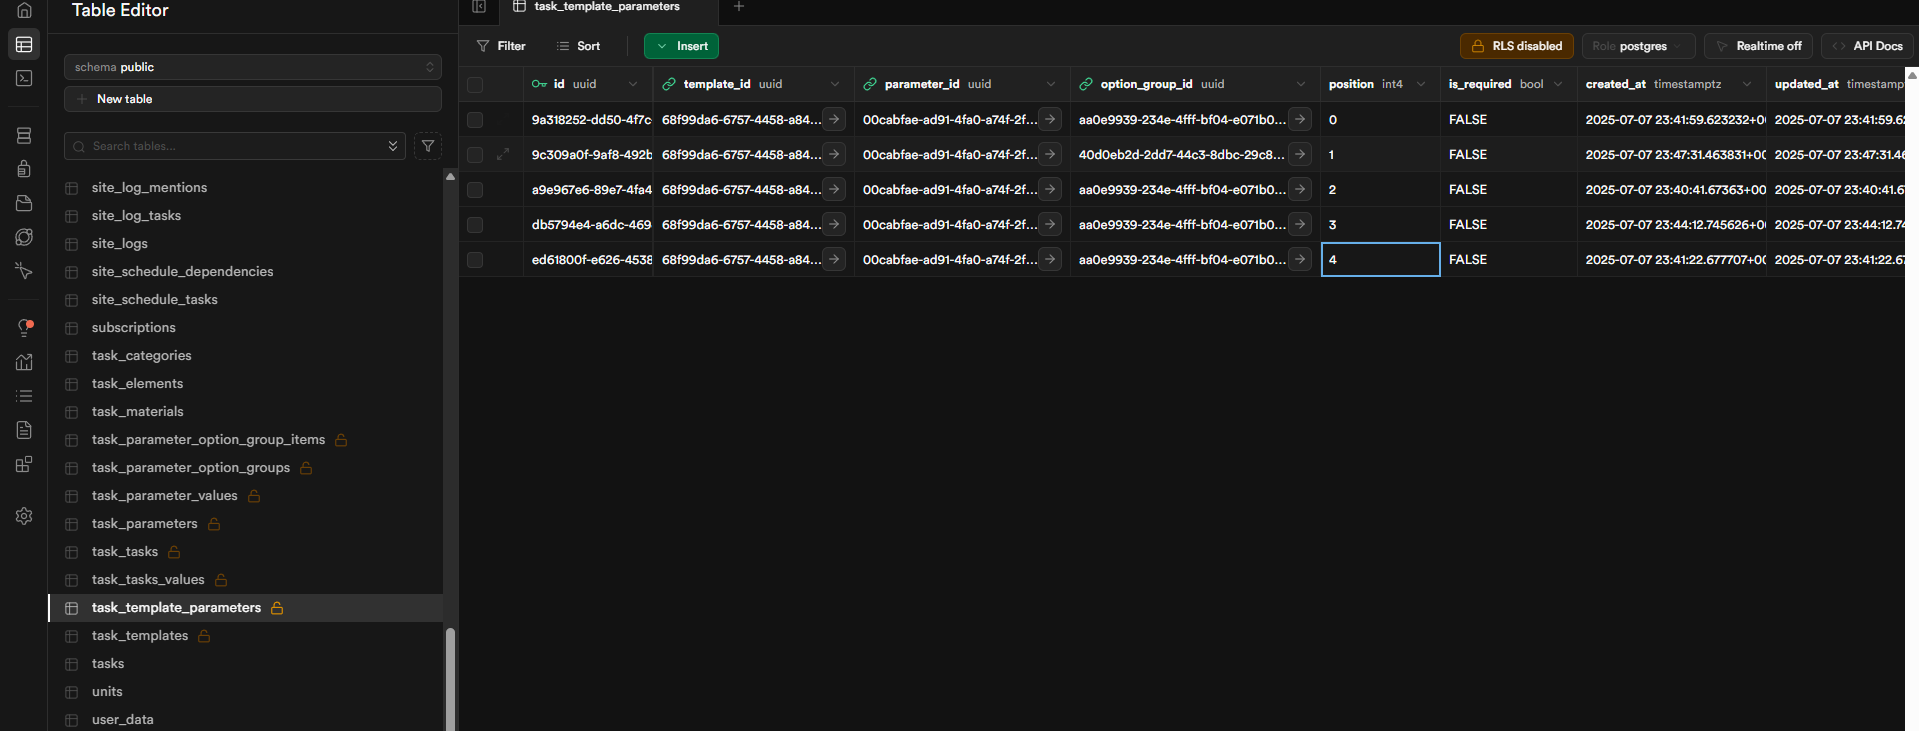 Table Editor
task_template_parameters
schema public
New table
Search tables...
site_log_mentions
site_log_tasks
site_logs
site_schedule_dependencies
site_schedule_tasks
subscriptions
task_categories
task_elements
task_materials
task_parameter_option_group_items
task_parameter_option_groups
task_parameter_values
task_parameters
task_tasks
task_tasks_values
task_template_parameters
task_templates
tasks
units
user_data
Filter Sort Insert RLS disabled Role postgres Realtime off API Docs
id uuid template_id uuid parameter_id uuid option_group_id uuid position int4 is_required bool created_at timestamptz updated_at timestamp
9a318252-dd50-4f7c- 68f99da6-6757-4458-a84... 00cabfae-ad91-4fa0-a74f-2f... aa0e9939-234e-4fff-bf04-e071b0... 0 FALSE 2025-07-07 23:41:59.623232+0 2025-07-07 23:41:59.6
9c309a0f-9af8-492b 68f99da6-6757-4458-a84... 00cabfae-ad91-4fa0-a74f-2f... 40d0eb2d-2dd7-44c3-8dbc-29c8... 1 FALSE 2025-07-07 23:47:31.463831+00 2025-07-07 23:47:31.4
a9e967e6-89e7-4fa4 68f99da6-6757-4458-a84... 00cabfae-ad91-4fa0-a74f-2f... aa0e9939-234e-4fff-bf04-e071b0... 2 FALSE 2025-07-07 23:40:41.67363+00 2025-07-07 23:40:41.67
db5794e4-a6dc-469 68f99da6-6757-4458-a84... 00cabfae-ad91-4fa0-a74f-2f... aa0e9939-234e-4fff-bf04-e071b0... 3 FALSE 2025-07-07 23:44:12.745626+0 2025-07-07 23:44:12.74
ed61800f-e626-4538 68f99da6-6757-4458-a84... 00cabfae-ad91-4fa0-a74f-2f... aa0e9939-234e-4fff-bf04-e071b0... 4 FALSE 2025-07-07 23:41:22.677707+00 2025-07-07 23:41:22.67